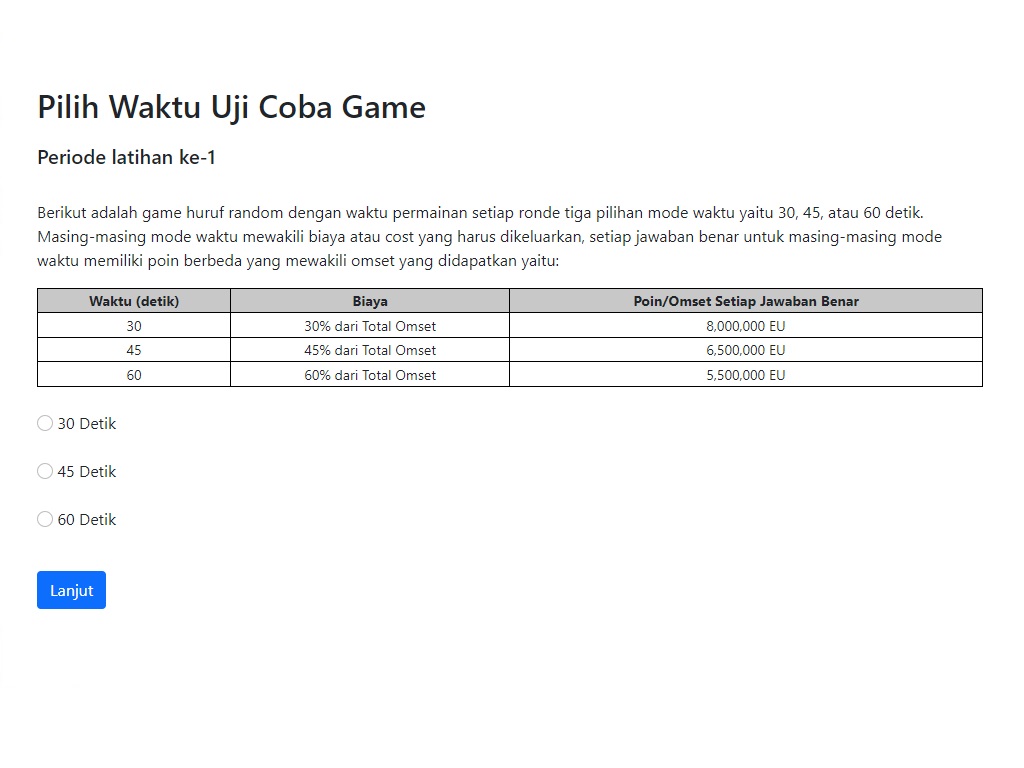 Pilih Waktu Uji Coba Game
Periode latihan ke-1
Berikut adalah game huruf random dengan waktu permainan setiap ronde tiga pilihan mode waktu yaitu 30, 45, atau 60 detik.
Masing-masing mode waktu mewakili biaya atau cost yang harus dikeluarkan, setiap jawaban benar untuk masing-masing mode
waktu memiliki poin berbeda yang mewakili omset yang didapatkan yaitu:
Waktu (detik) Biaya Poin/Omset Setiap Jawaban Benar
30 30% dari Total Omset 8,000,000 EU
45 45% dari Total Omset 6,500,000 EU
60 60% dari Total Omset 5,500,000 EU
30 Detik
45 Detik
60 Detik
Lanjut